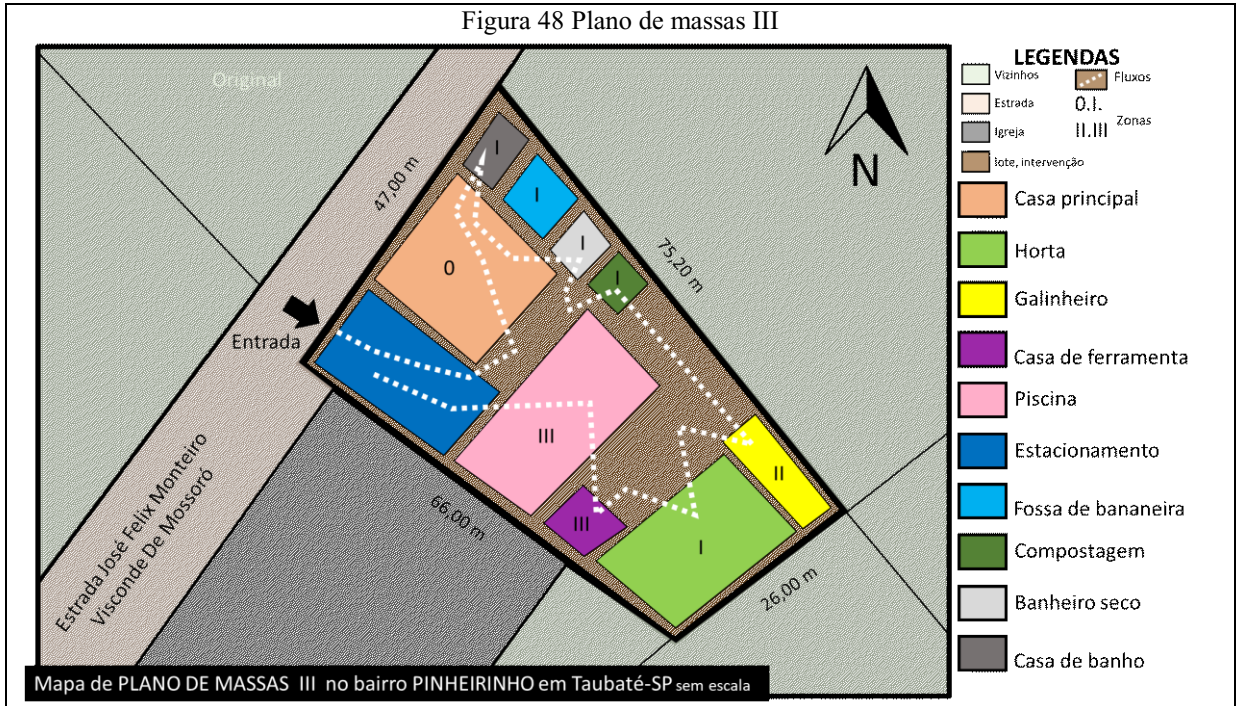 Figura 48 Plano de massas III
Original
47,00 m
75,20 m
66,00 m
26,00 m
I
I
I
I
0
III
III
I
II
Entrada
Estrada José Felix Monteiro
Visconde De Mossoró
N
Mapa de PLANO DE MASSAS III no bairro PINHEIRINHO em Taubaté-SP sem escala
LEGENDAS
Vizinhos
Fluxos
Estrada
0.I.
II.III Zonas
Igreja
lote, intervenção
Casa principal
Horta
Galinheiro
Casa de ferramenta
Piscina
Estacionamento
Fossa de bananeira
Compostagem
Banheiro seco
Casa de banho